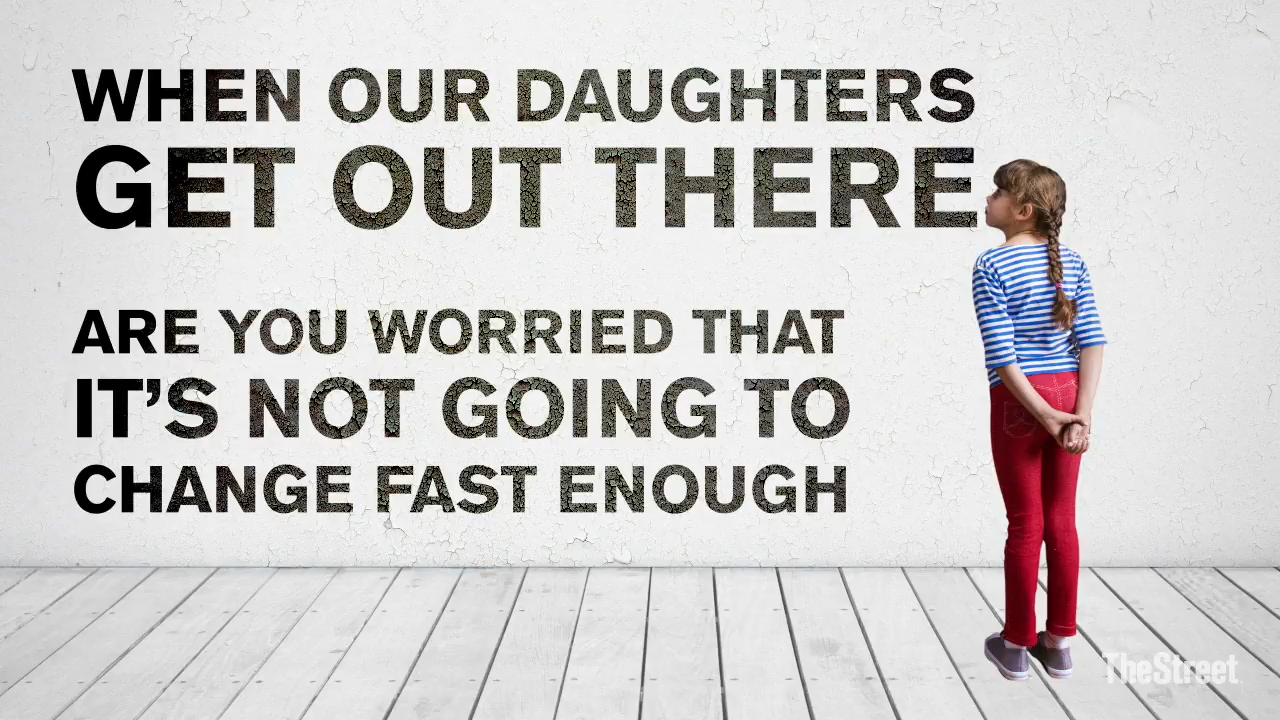 WHEN OUR DAUGHTERS
GET OUT THERE
ARE YOU WORRIED THAT
IT’S NOT GOING TO
CHANGE FAST ENOUGH
TheStreet